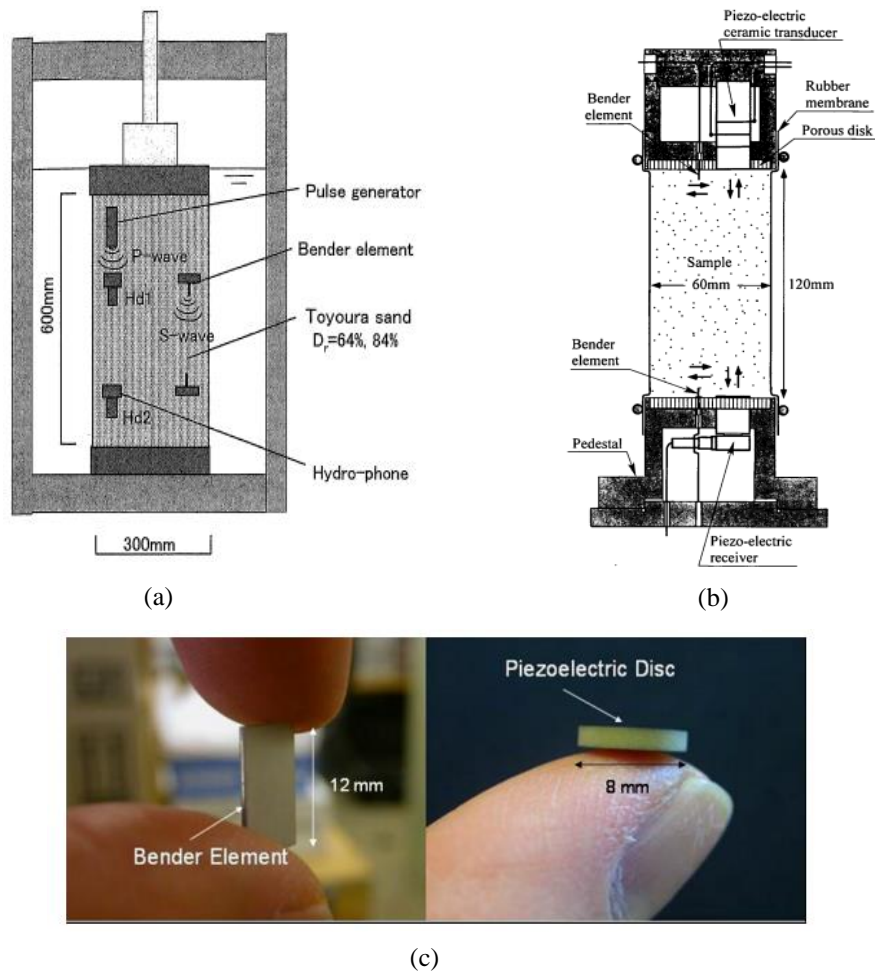 Pulse generator
P-wave
Bender element
Hd1
S-wave
Toyoura sand
Dr=64%, 84%
600mm
Hd2
Hydro-phone
300mm
(a)
Piezo-electric
ceramic transducer
Bender
element
Rubber
membrane
Porous disk
Sample
60mm
120mm
Bender
element
Pedestal
Piezo-electric
receiver
(b)
Piezoelectric Disc
12 mm
8 mm
Bender Element
(c)